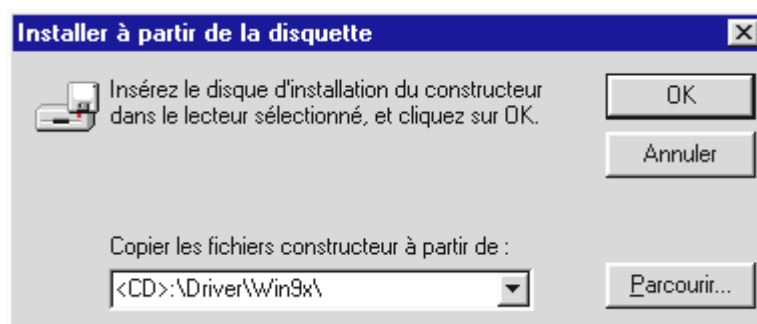 Installer à partir de la disquette
Insérez le disque d'installation du constructeur
dans le lecteur sélectionné, et cliquez sur OK.
OK
Annuler
Copier les fichiers constructeur à partir de :
<CD>:\Driver\Win9x\
Parcourir...